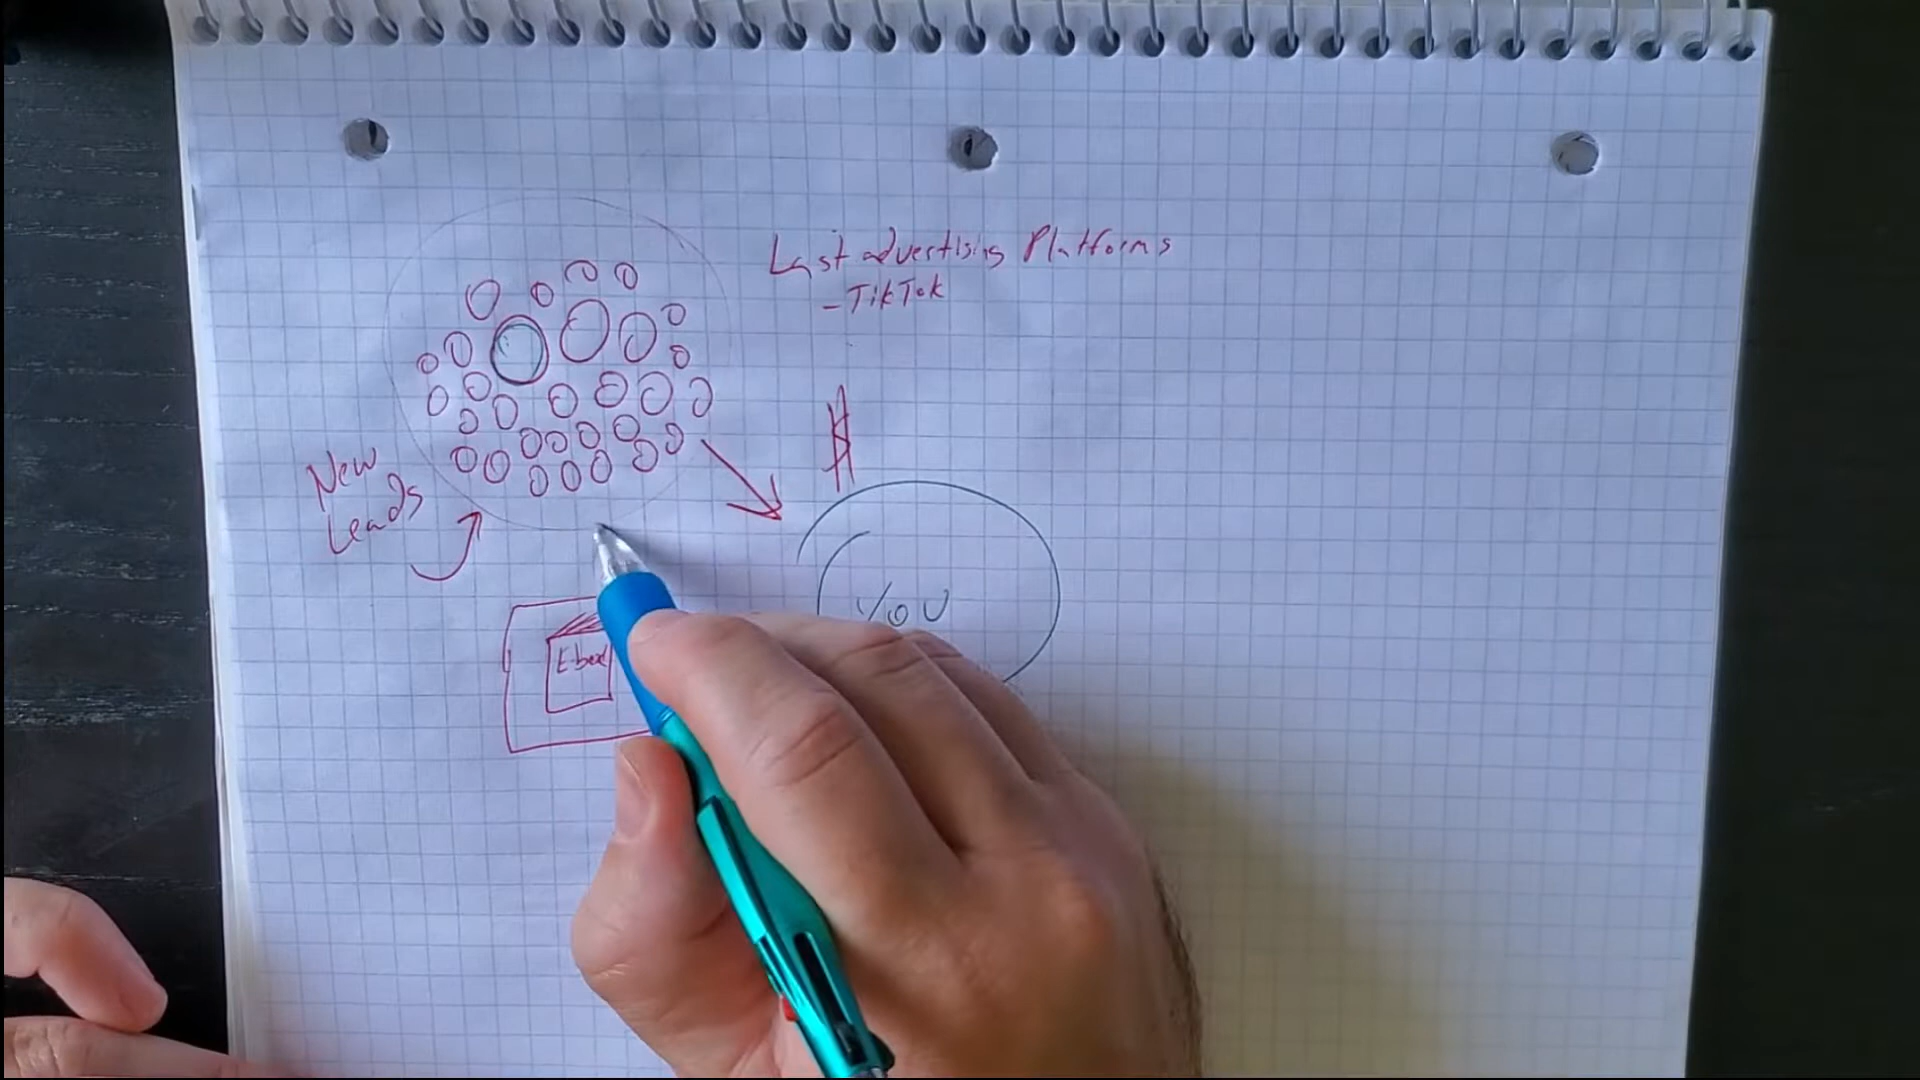 Last advertising Platforms
- TikTok
New
Leads
$
YOU
E-book